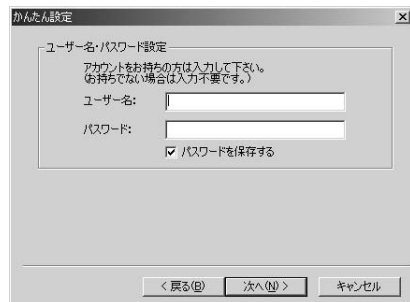 かんたん設定
ユーザー名・パスワード設定
アカウントをお持ちの方は入力して下さい。
(お持ちでない場合は入力不要です。)
ユーザー名:
パスワード:
パスワードを保存する
< 戻る(B)
次へ(N) >
キャンセル